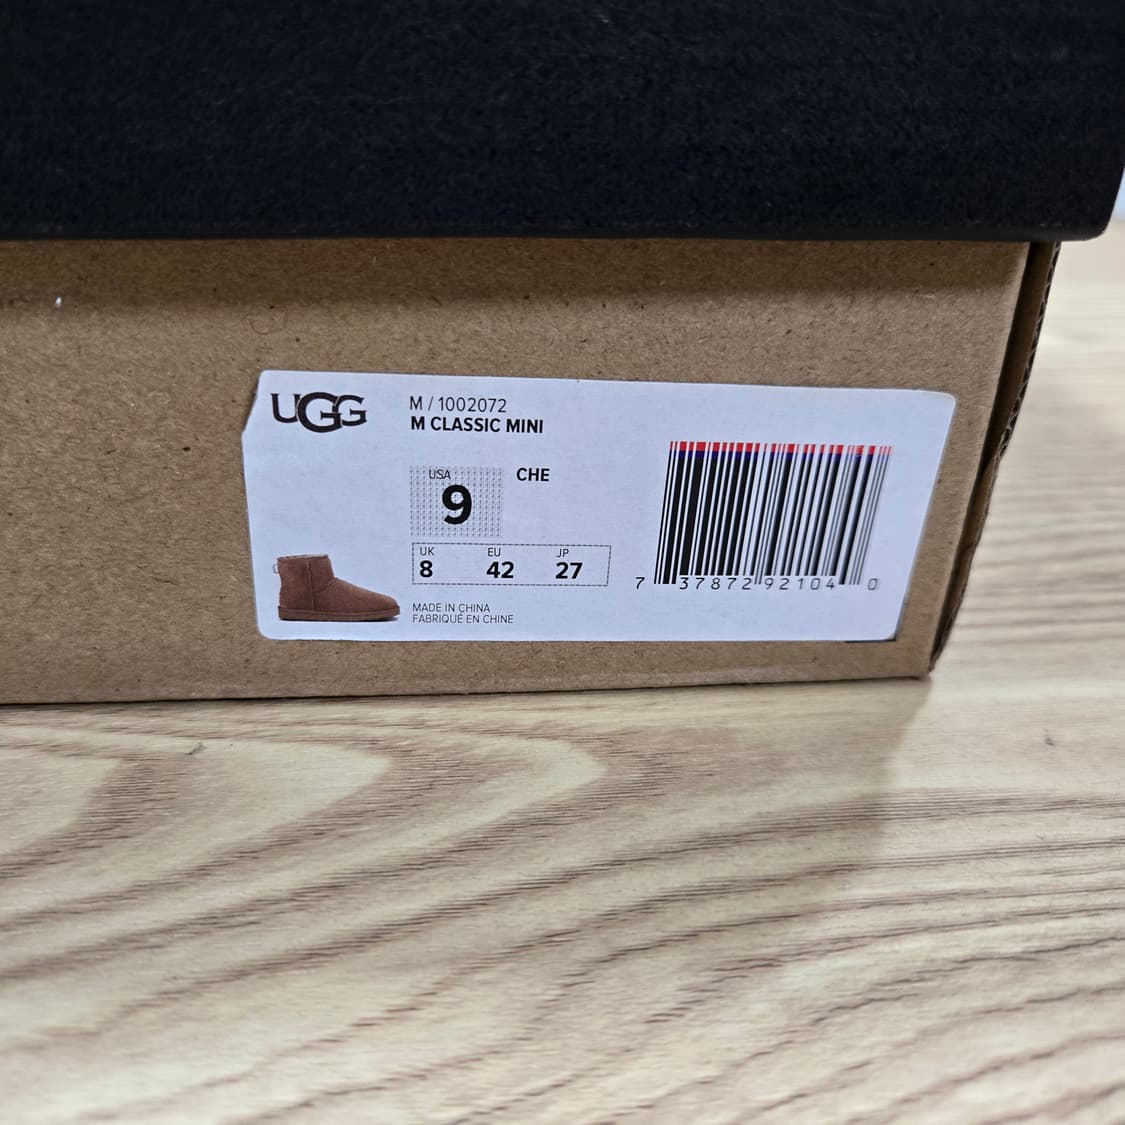 UGG
M / 1002072
M CLASSIC MINI
USA
9
CHE
UK EU JP
8 42 27
MADE IN CHINA
FABRIQUÉ EN CHINE
7 37872 92104 0